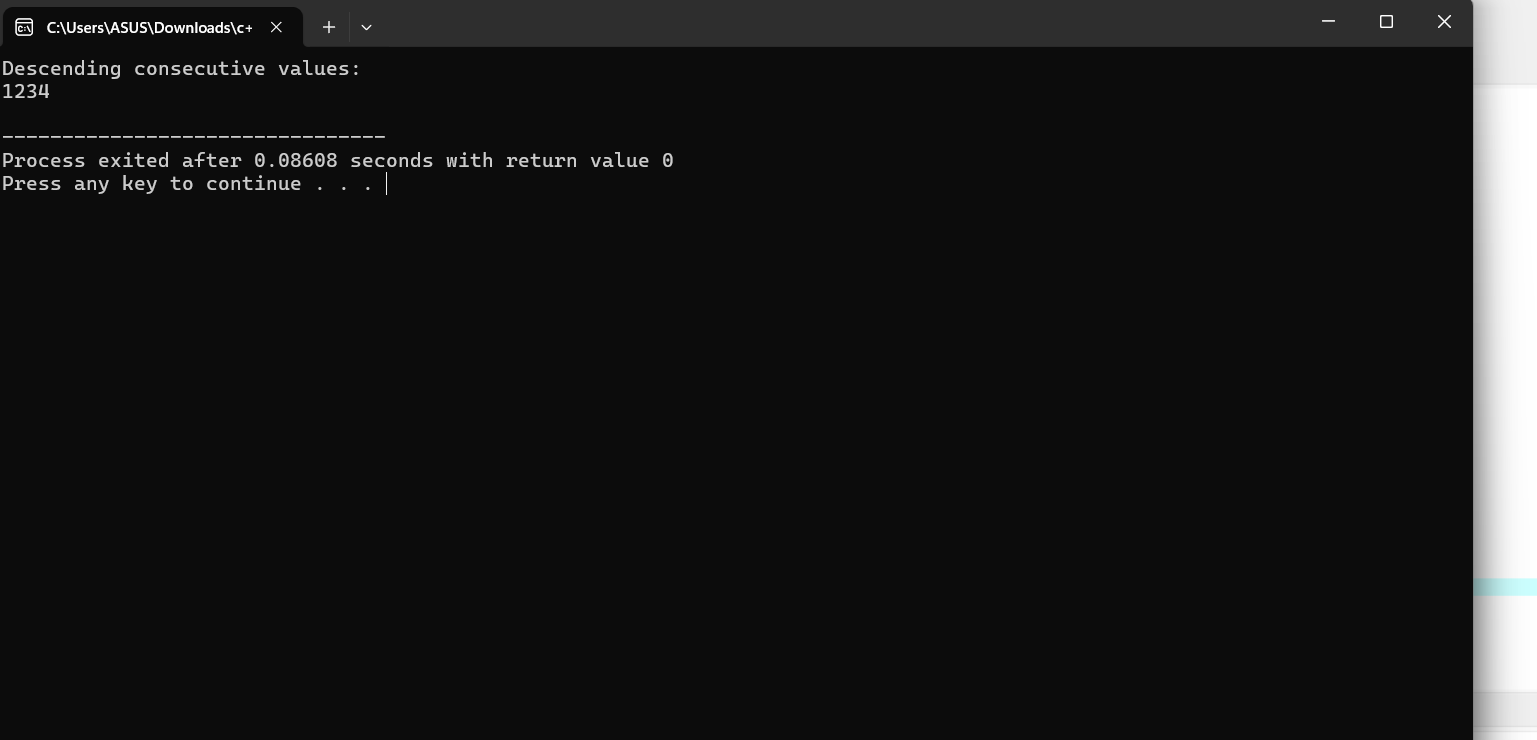 C:\Users\ASUS\Downloads\c+
Descending consecutive values:
1234
--------------------------------
Process exited after 0.08608 seconds with return value 0
Press any key to continue . . .